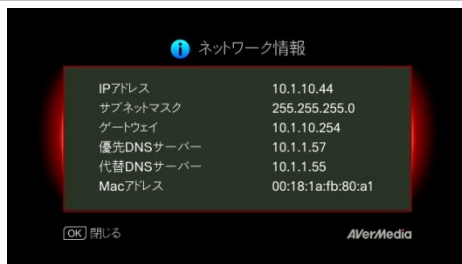 ネットワーク情報
IPアドレス 10.1.10.44
サブネットマスク 255.255.255.0
ゲートウェイ 10.1.10.254
優先DNSサーバー 10.1.1.57
代替DNSサーバー 10.1.1.55
Macアドレス 00:18:1a:fb:80:a1
OK 閉じる AVerMedia